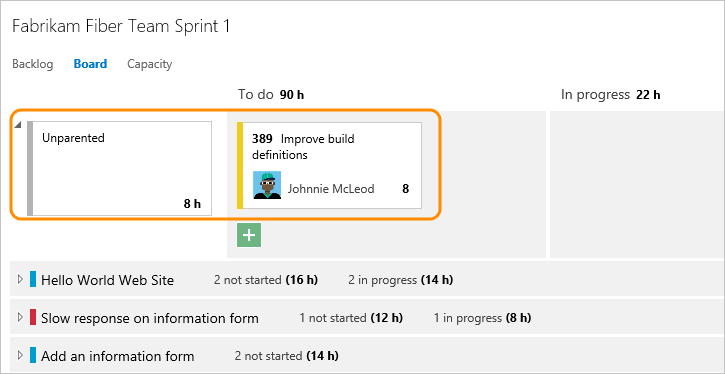 Fabrikam Fiber Team Sprint 1
Backlog Board Capacity
To do 90 h In progress 22 h
Unparented
8 h
389 Improve build
definitions
Johnnie McLeod 8
Hello World Web Site 2 not started (16 h) 2 in progress (14 h)
Slow response on information form 1 not started (12 h) 1 in progress (8 h)
Add an information form 2 not started (14 h)